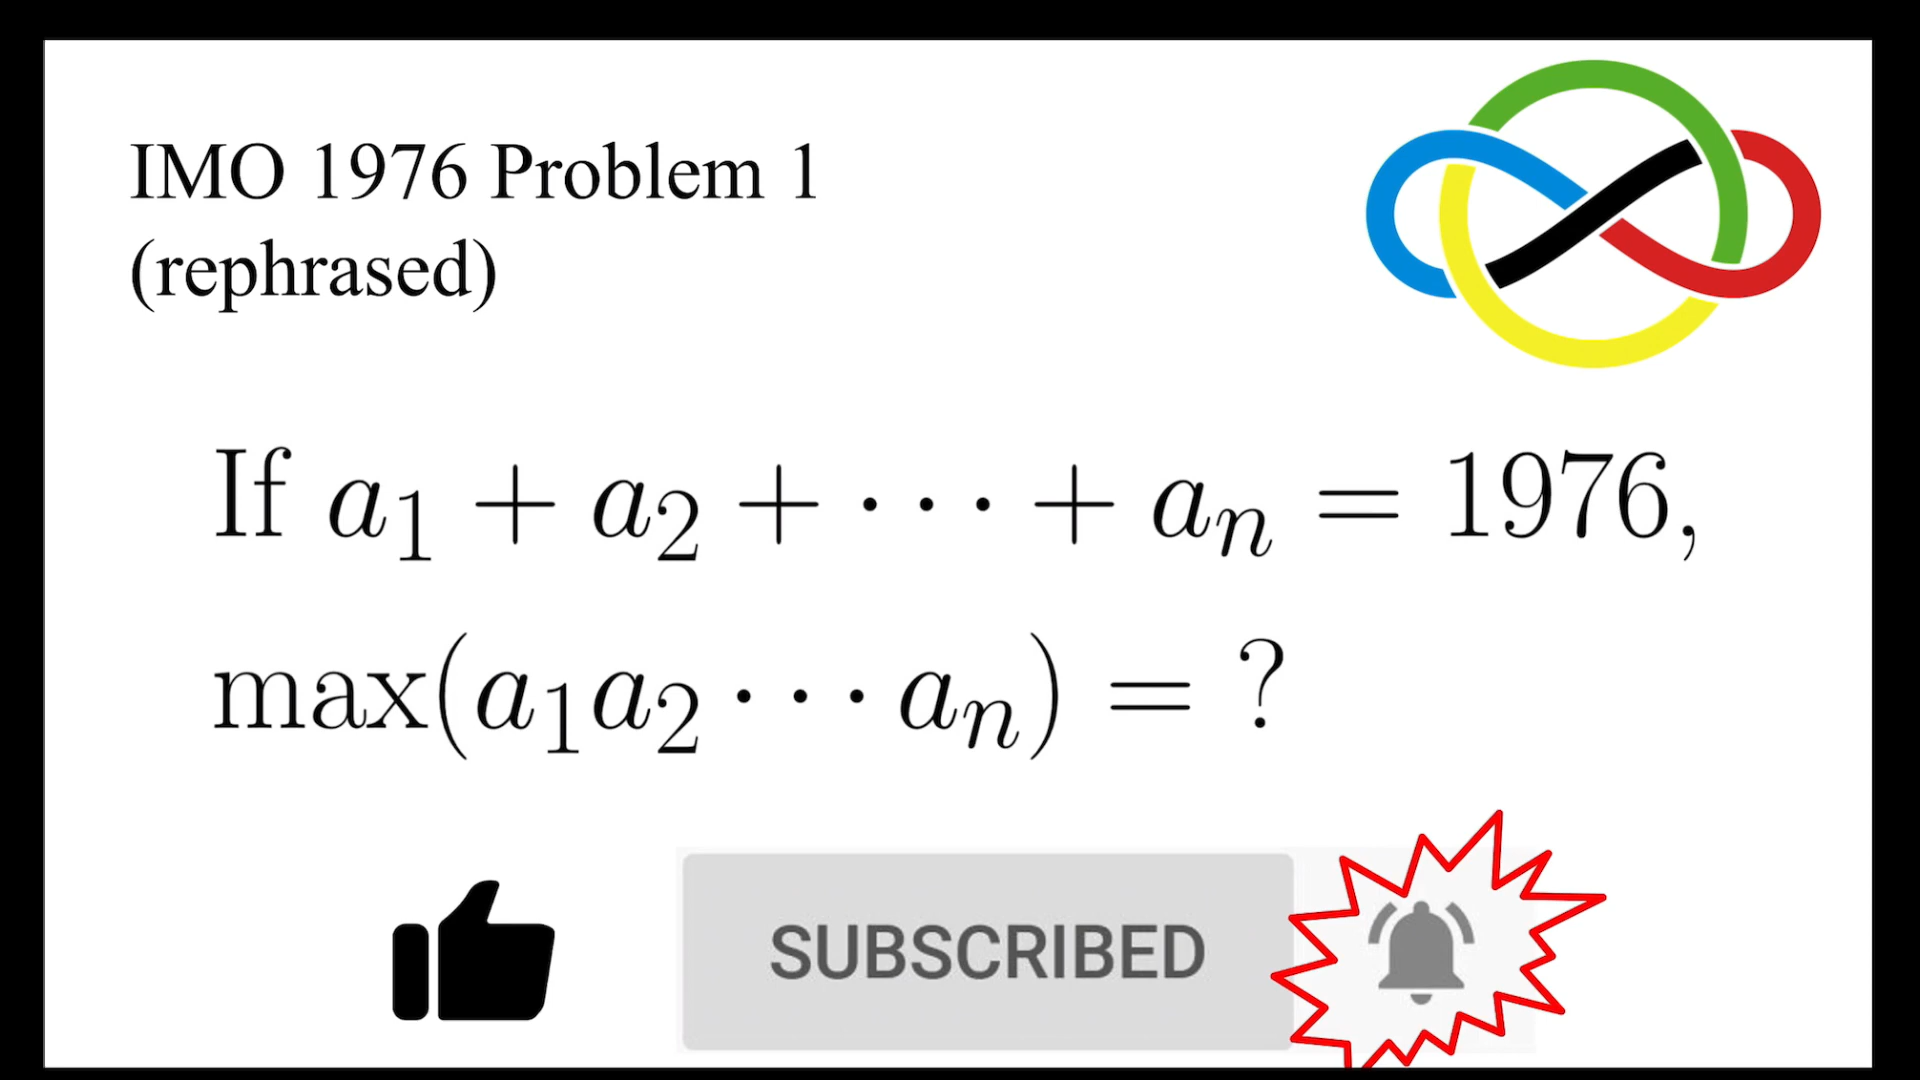 IMO 1976 Problem 1
(rephrased)
If a₁ + a₂ + ⋯ + aₙ = 1976,
max(a₁a₂ ⋯ aₙ) = ?
SUBSCRIBED